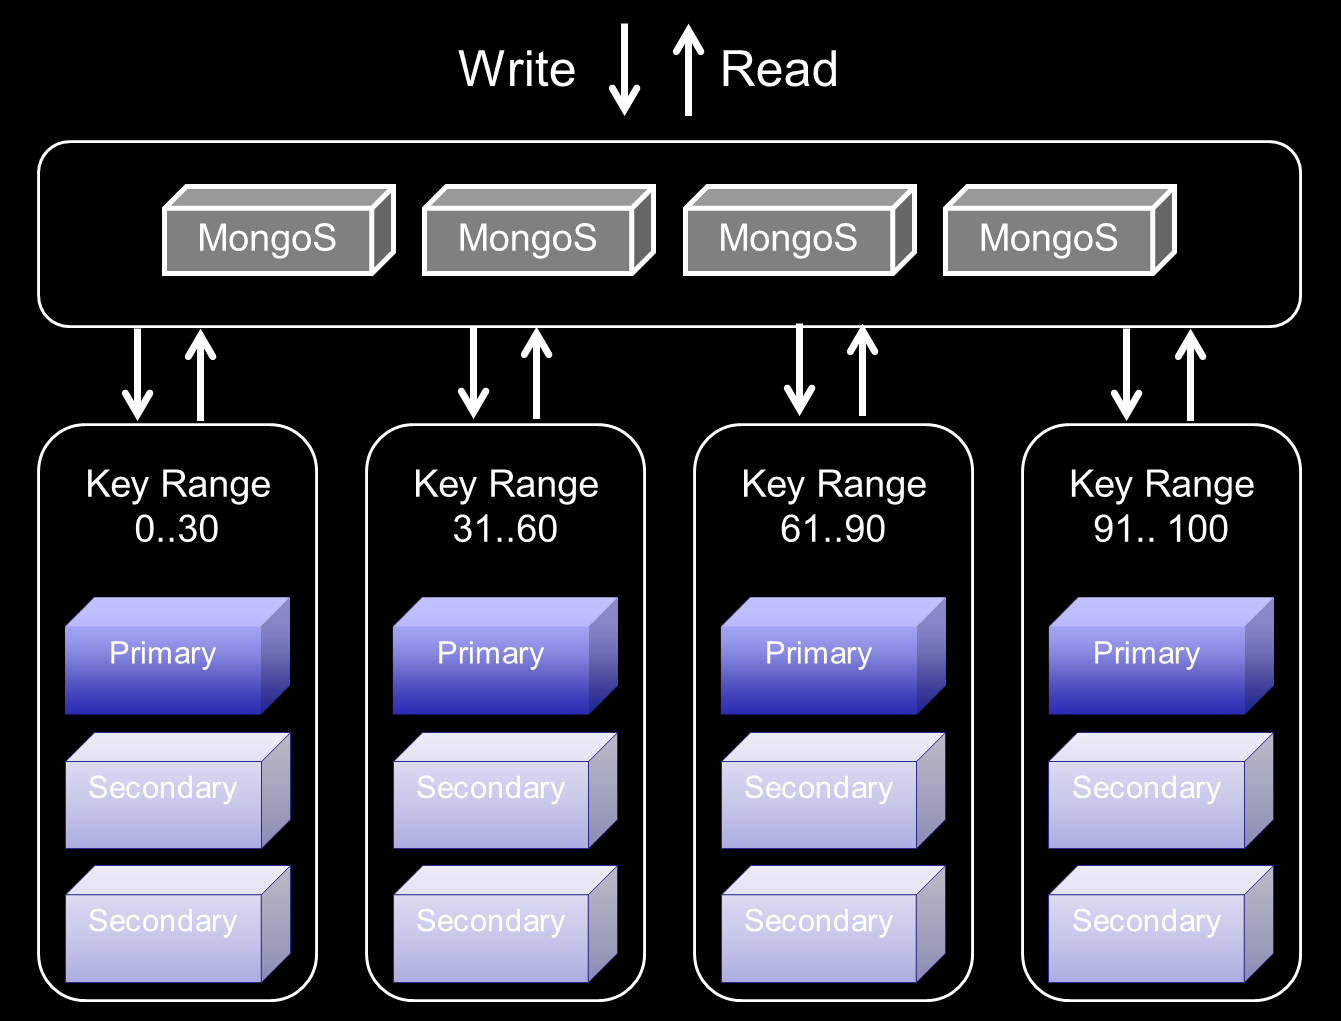 Write Read
MongoS MongoS MongoS MongoS
Key Range
0..30
Key Range
31..60
Key Range
61..90
Key Range
91.. 100
Primary Primary Primary Primary
Secondary Secondary Secondary Secondary
Secondary Secondary Secondary Secondary